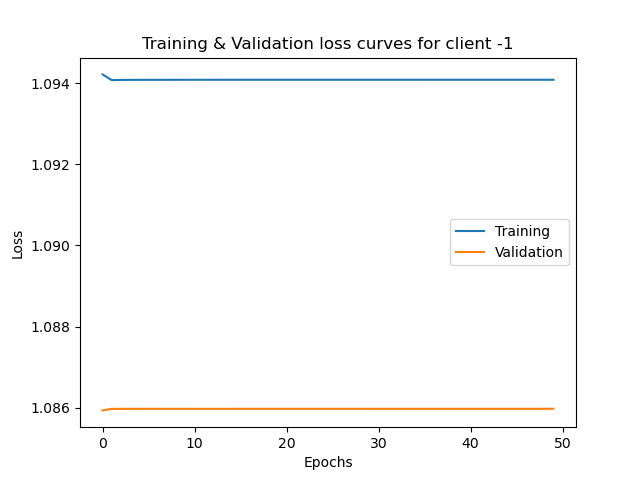 Training & Validation loss curves for client -1
1.094
1.092
1.090
1.088
1.086
Loss
Training
Validation
0 10 20 30 40 50
Epochs